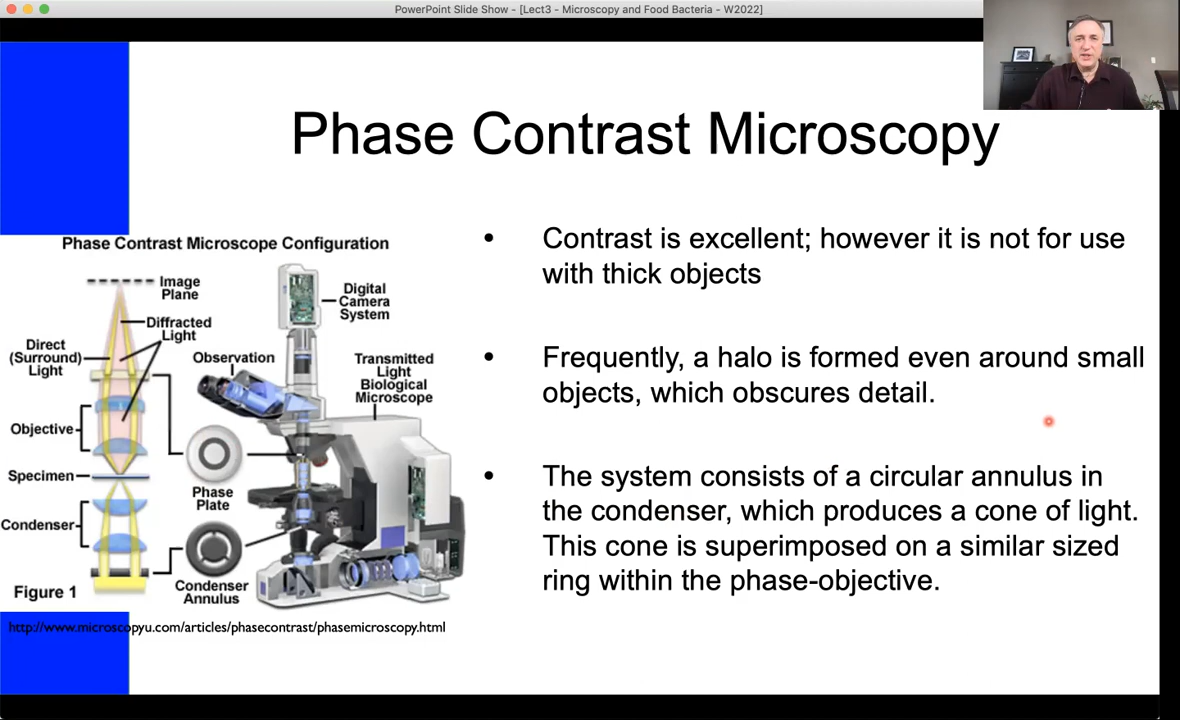 PowerPoint Slide Show - [Lect3 - Microscopy and Food Bacteria - W2022]
Phase Contrast Microscopy
Phase Contrast Microscope Configuration
Image
Plane
Diffracted
Light
Direct
(Surround)
Light
Objective
Specimen
Condenser
Figure 1
Observation
Digital
Camera
System
Transmitted
Light
Biological
Microscope
Phase
Plate
Condenser
Annulus
http://www.microscopyu.com/articles/phasecontrast/phasemicroscopy.html
• Contrast is excellent; however it is not for use
with thick objects
• Frequently, a halo is formed even around small
objects, which obscures detail.
• The system consists of a circular annulus in
the condenser, which produces a cone of light.
This cone is superimposed on a similar sized
ring within the phase-objective.